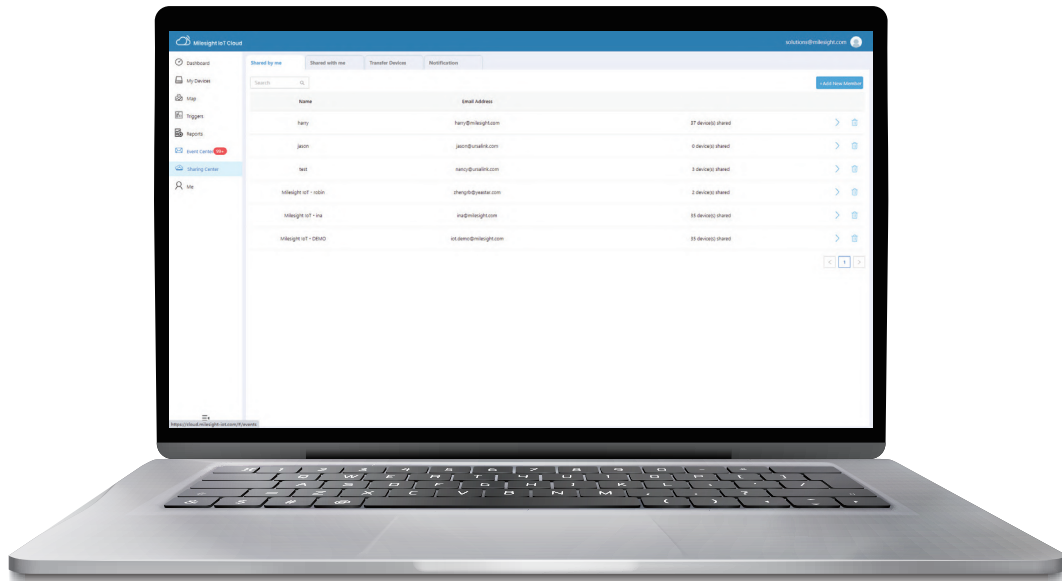 Milesight IoT Cloud
solutions@milesight.com
Dashboard
My Devices
Map
Triggers
Reports
Event Center 99+
Sharing Center
Me
Shared by me Shared with me Transfer Devices Notification
Search
+Add New Member
Name Email Address
harry harry@milesight.com 37 device(s) shared
jason jason@ursalink.com 0 device(s) shared
test nancy@ursalink.com 3 device(s) shared
Milesight IoT - robin zhengrb@yeastar.com 2 device(s) shared
Milesight IoT - ina ina@milesight.com 35 device(s) shared
Milesight IoT - DEMO iot.demo@milesight.com 35 device(s) shared
< 1 >
https://cloud.milesight-iot.com/#/events